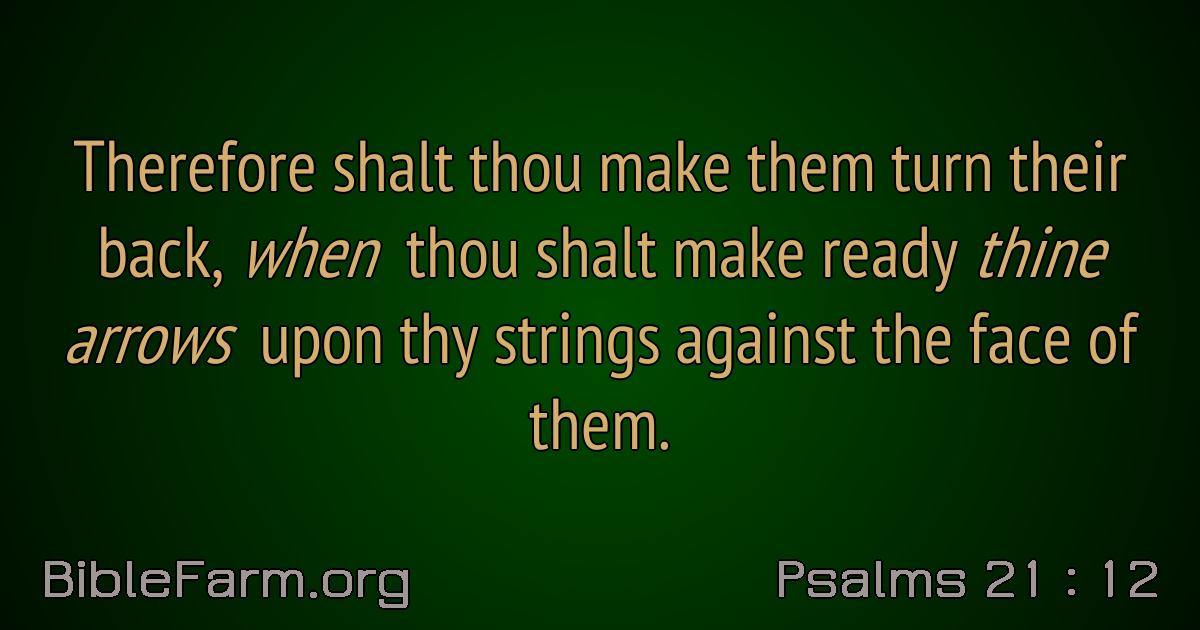 Therefore shalt thou make them turn their
back, when thou shalt make ready thine
arrows upon thy strings against the face of
them.
BibleFarm.org
Psalms 21 : 12